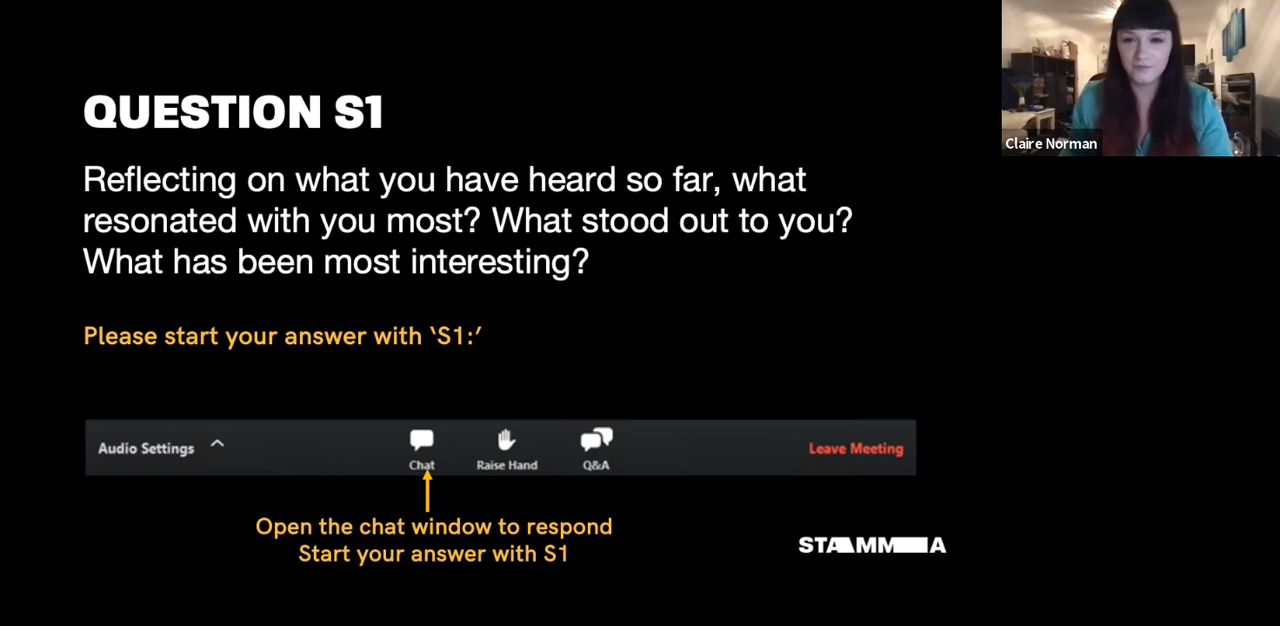 QUESTION S1
Reflecting on what you have heard so far, what
resonated with you most? What stood out to you?
What has been most interesting?
Please start your answer with ‘S1:’
Audio Settings
Chat
Raise Hand
Q&A
Leave Meeting
Open the chat window to respond
Start your answer with S1
STAMMA
Claire Norman